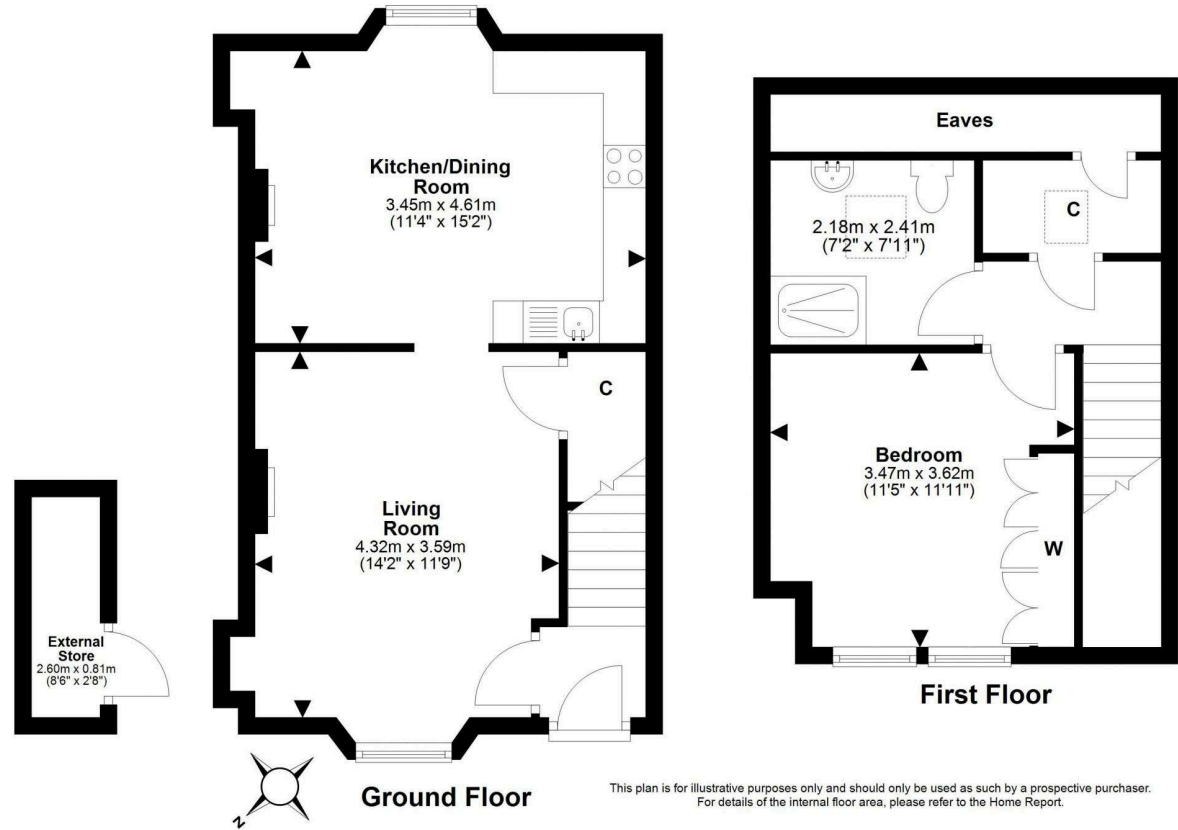 Kitchen/Dining
Room
3.45m x 4.61m
(11'4" x 15'2")
C
Living
Room
4.32m x 3.59m
(14'2" x 11'9")
External
Store
2.60m x 0.81m
(8'6" x 2'8")
N
Ground Floor
Eaves
2.18m x 2.41m
(7'2" x 7'11")
C
Bedroom
3.47m x 3.62m
(11'5" x 11'11")
W
First Floor
This plan is for illustrative purposes only and should only be used as such by a prospective purchaser.
For details of the internal floor area, please refer to the Home Report.